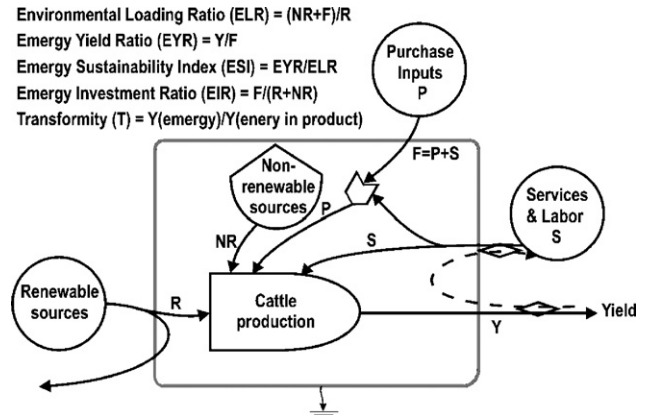 Environmental Loading Ratio (ELR) = (NR+F)/R
Emergy Yield Ratio (EYR) = Y/F
Emergy Sustainability Index (ESI) = EYR/ELR
Emergy Investment Ratio (EIR) = F/(R+NR)
Transformity (T) = Y(emergy)/Y(enery in product)
Purchase
Inputs
P
F=P+S
Non-
renewable
sources
P
Services
& Labor
S
NR
S
Renewable
sources
R
Cattle
production
Yield
Y